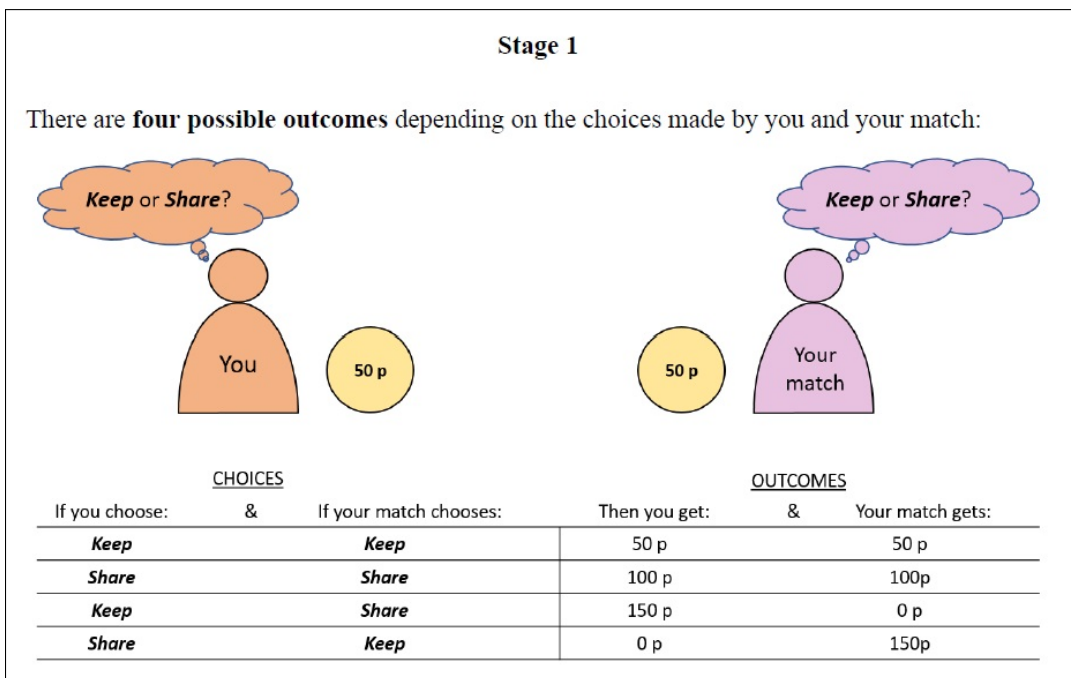 Stage 1
There are four possible outcomes depending on the choices made by you and your match:
Keep or Share?
Keep or Share?
You
50 p
50 p
Your
match
CHOICES
OUTCOMES
If you choose: & If your match chooses: Then you get: & Your match gets:
Keep Keep 50 p 50 p
Share Share 100 p 100p
Keep Share 150 p 0 p
Share Keep 0 p 150p